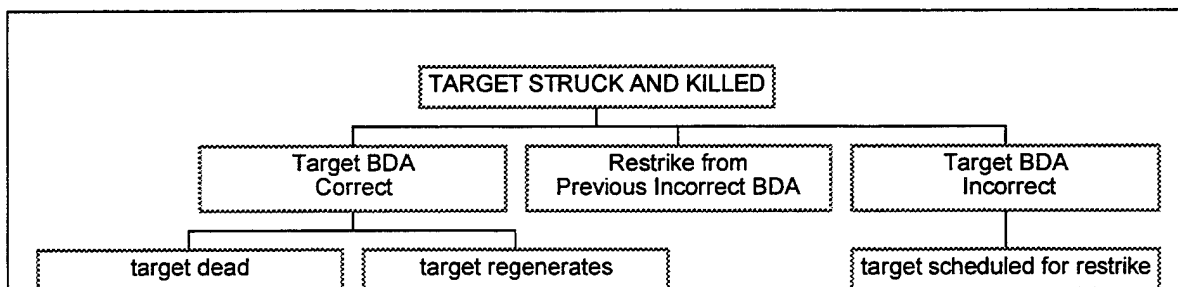 TARGET STRUCK AND KILLED
Target BDA
Correct
Restrike from
Previous Incorrect BDA
Target BDA
Incorrect
target dead
target regenerates
target scheduled for restrike